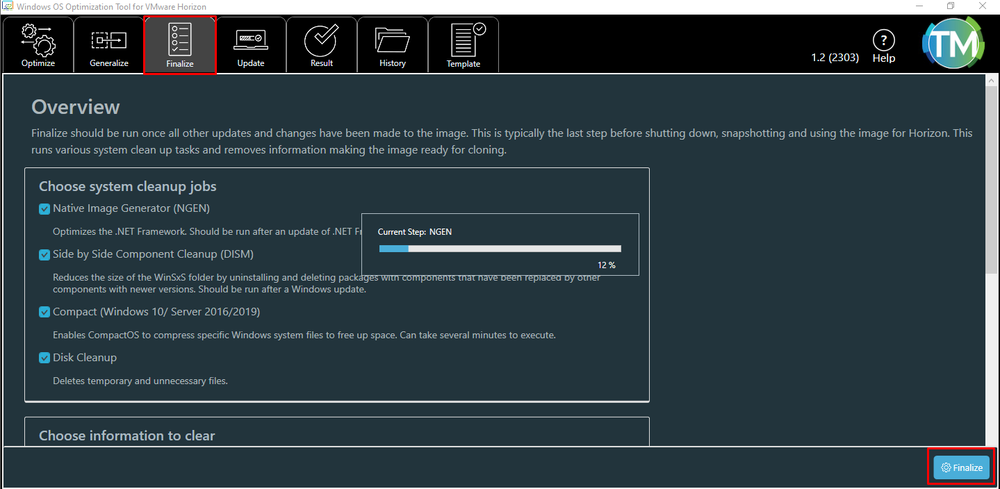 Windows OS Optimization Tool for VMware Horizon
Optimize
Generalize
Finalize
Update
Result
History
Template
1.2 (2303)
?
Help
TM
Overview
Finalize should be run once all other updates and changes have been made to the image. This is typically the last step before shutting down, snapshotting and using the image for Horizon. This
runs various system clean up tasks and removes information making the image ready for cloning.
Choose system cleanup jobs
Native Image Generator (NGEN)
Optimizes the .NET Framework. Should be run after an update of .NET
Current Step: NGEN
12 %
Side by Side Component Cleanup (DISM)
Reduces the size of the WinSxS folder by uninstalling and deleting packages with components that have been replaced by other
components with newer versions. Should be run after a Windows update.
Compact (Windows 10/ Server 2016/2019)
Enables CompactOS to compress specific Windows system files to free up space. Can take several minutes to execute.
Disk Cleanup
Deletes temporary and unnecessary files.
Choose information to clear
Finalize